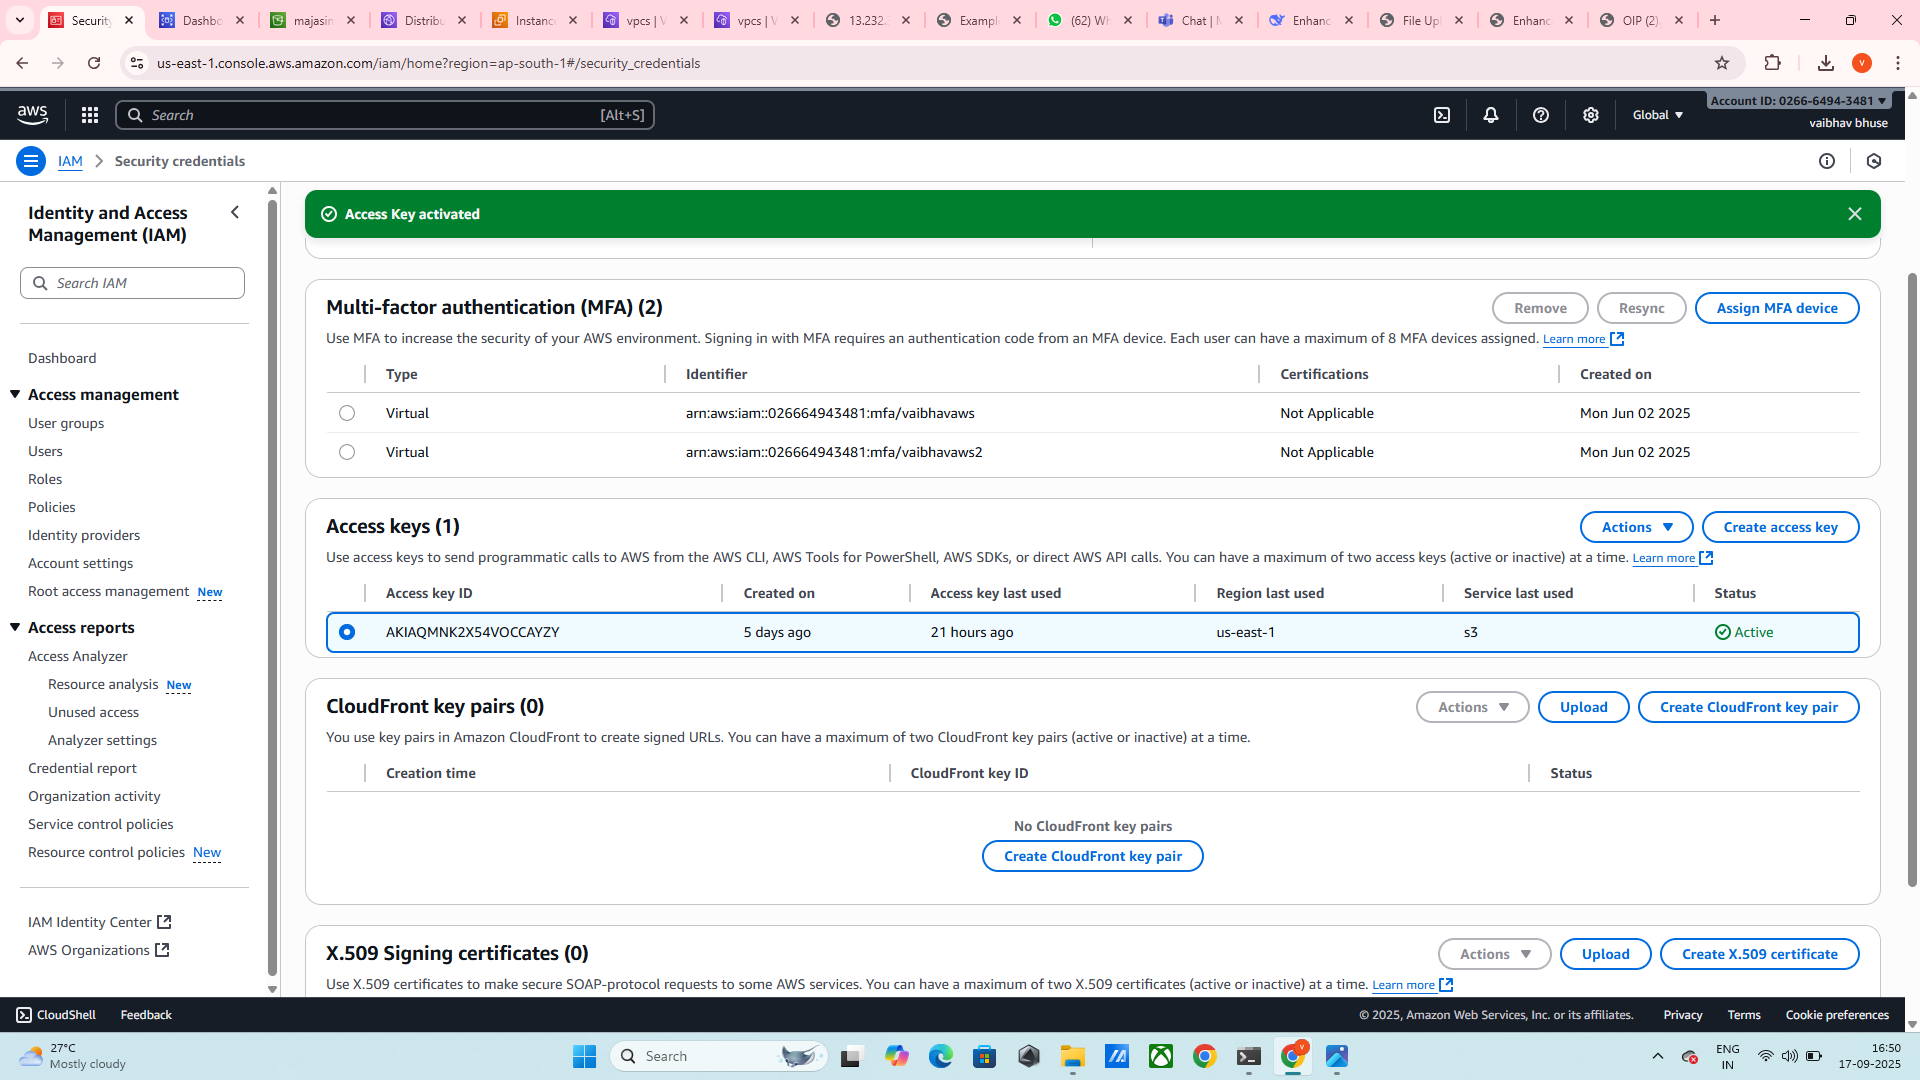 Security
Dashbo
majasin
Distribu
Instanc
vpcs | V
vpcs | V
13.232.
Exampl
(62) Wh
Chat | M
Enhanc
File Upl
Enhanc
OIP (2).
us-east-1.console.aws.amazon.com/iam/home?region=ap-south-1#/security_credentials
V
aws
Search
[Alt+S]
Global
Account ID: 0266-6494-3481
vaibhav bhuse
IAM
Security credentials
Identity and Access Management (IAM)
Search IAM
Dashboard
Access management
User groups
Users
Roles
Policies
Identity providers
Account settings
Root access management New
Access reports
Access Analyzer
Resource analysis New
Unused access
Analyzer settings
Credential report
Organization activity
Service control policies
Resource control policies New
IAM Identity Center
AWS Organizations
Access Key activated
Multi-factor authentication (MFA) (2)
Remove
Resync
Assign MFA device
Use MFA to increase the security of your AWS environment. Signing in with MFA requires an authentication code from an MFA device. Each user can have a maximum of 8 MFA devices assigned. Learn more
Type Identifier Certifications Created on
Virtual arn:aws:iam::026664943481:mfa/vaibhavaws Not Applicable Mon Jun 02 2025
Virtual arn:aws:iam::026664943481:mfa/vaibhavaws2 Not Applicable Mon Jun 02 2025
Access keys (1)
Actions
Create access key
Use access keys to send programmatic calls to AWS from the AWS CLI, AWS Tools for PowerShell, AWS SDKs, or direct AWS API calls. You can have a maximum of two access keys (active or inactive) at a time. Learn more
Access key ID Created on Access key last used Region last used Service last used Status
AKIAQMNK2X54VOCCAYZY 5 days ago 21 hours ago us-east-1 s3 Active
CloudFront key pairs (0)
Actions
Upload
Create CloudFront key pair
You use key pairs in Amazon CloudFront to create signed URLs. You can have a maximum of two CloudFront key pairs (active or inactive) at a time.
Creation time CloudFront key ID Status
No CloudFront key pairs
Create CloudFront key pair
X.509 Signing certificates (0)
Actions
Upload
Create X.509 certificate
Use X.509 certificates to make secure SOAP-protocol requests to some AWS services. You can have a maximum of two X.509 certificates (active or inactive) at a time. Learn more
CloudShell
Feedback
© 2025, Amazon Web Services, Inc. or its affiliates.
Privacy
Terms
Cookie preferences
27°C
Mostly cloudy
Search
ENG
IN
16:50
17-09-2025